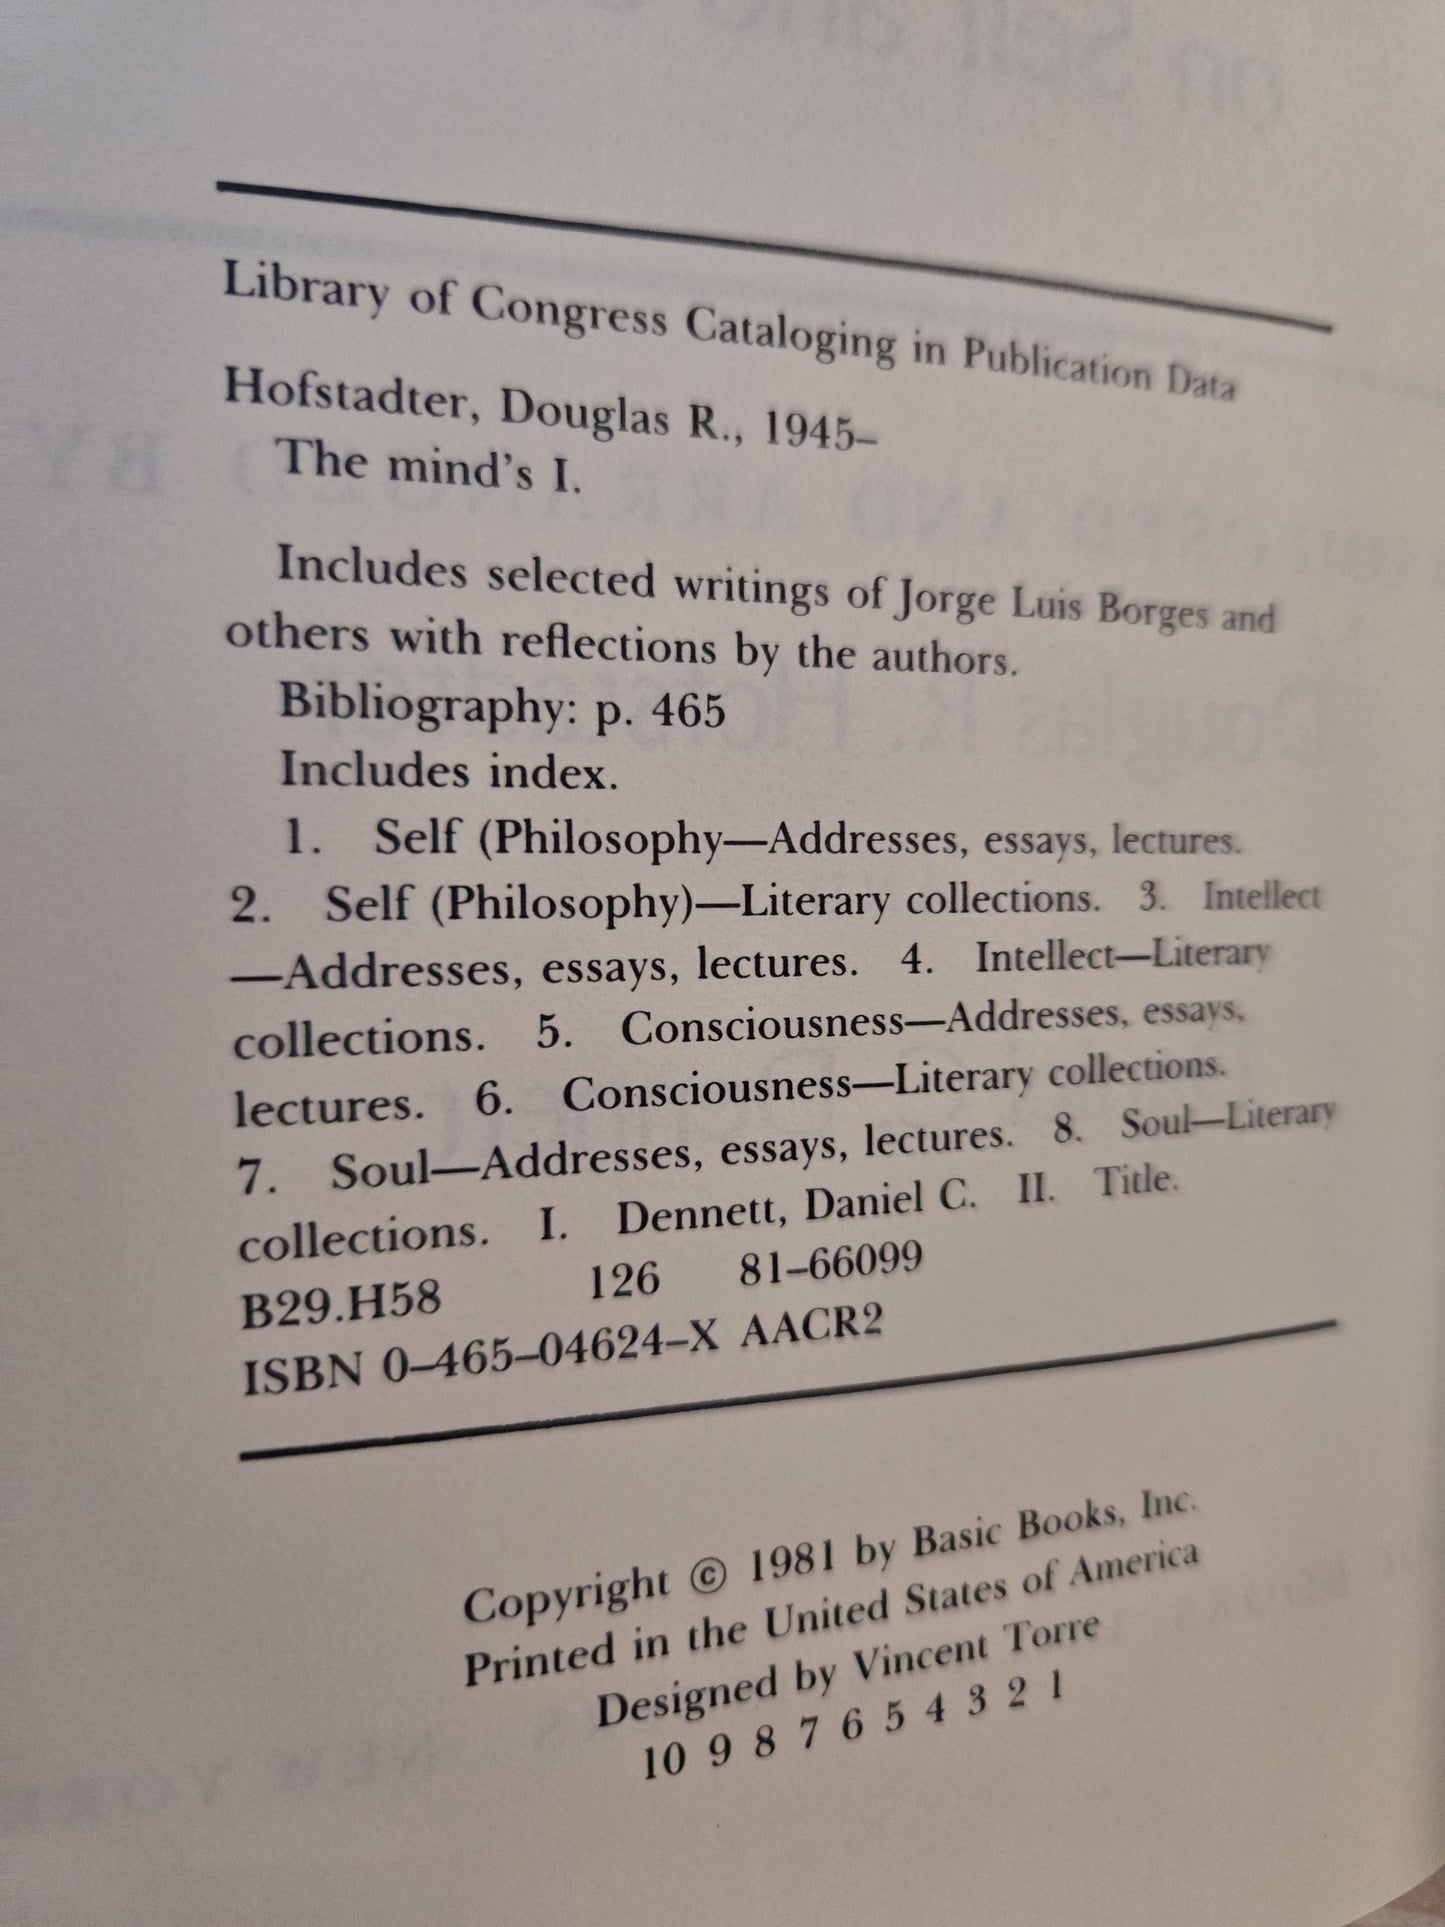 Library of Congress Cataloging in Publication Data
Hofstadter, Douglas R., 1945–
The mind's I.
Includes selected writings of Jorge Luis Borges and
others with reflections by the authors.
Bibliography: p. 465
Includes index.
1. Self (Philosophy—Addresses, essays, lectures.
2. Self (Philosophy)—Literary collections. 3. Intellect
—Addresses, essays, lectures. 4. Intellect—Literary
collections. 5. Consciousness—Addresses, essays,
lectures. 6. Consciousness—Literary collections.
7. Soul—Addresses, essays, lectures. 8. Soul—Literary
collections. I. Dennett, Daniel C. II. Title.
B29.H58 126 81–66099
ISBN 0–465–04624–X AACR2
Copyright © 1981 by Basic Books, Inc.
Printed in the United States of America
Designed by Vincent Torre
10 9 8 7 6 5 4 3 2 1